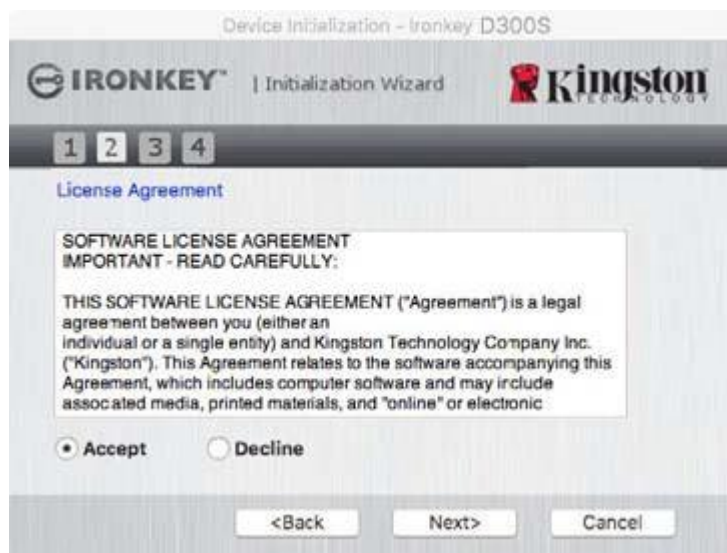 Device Initialization - Ironkey D300S
IRONKEY™ | Initialization Wizard Kingston
TECHNOLOGY
1 2 3 4
License Agreement
SOFTWARE LICENSE AGREEMENT
IMPORTANT - READ CAREFULLY:
THIS SOFTWARE LICENSE AGREEMENT ("Agreement") is a legal
agreement between you (either an
individual or a single entity) and Kingston Technology Company Inc.
("Kingston"). This Agreement relates to the software accompanying this
Agreement, which includes computer software and may include
associated media, printed materials, and "online" or electronic
Accept Decline
<Back Next> Cancel